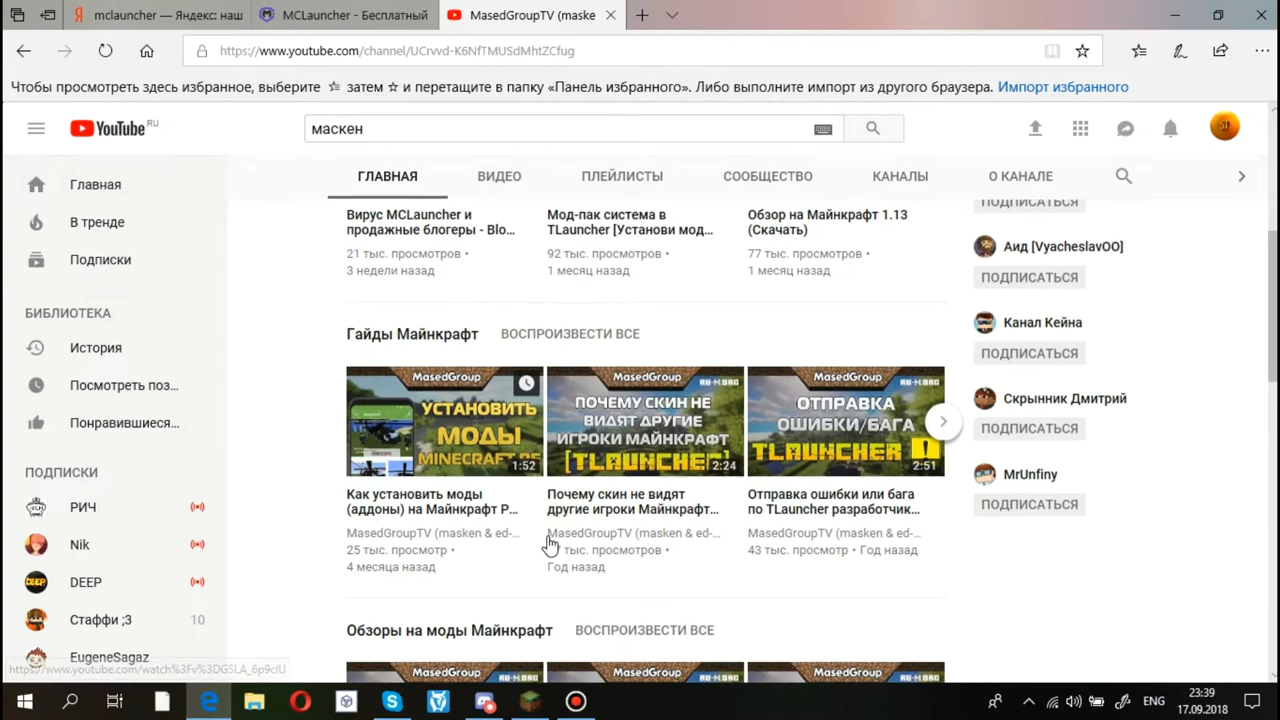 mclauncher — Яндекс: наш
MCLauncher - Бесплатный
MasedGroupTV (maske
https://www.youtube.com/channel/UCrvvd-K6NfTMUSdMhtZCfug
Чтобы просмотреть здесь избранное, выберите затем и перетащите в папку «Панель избранного». Либо выполните импорт из другого браузера. Импорт избранного
YouTube RU
маскен
ГЛАВНАЯ ВИДЕО ПЛЕЙЛИСТЫ СООБЩЕСТВО КАНАЛЫ О КАНАЛЕ
Главная
В тренде
Подписки
БИБЛИОТЕКА
История
Посмотреть поз...
Понравившиеся...
ПОДПИСКИ
РИЧ
Nik
DEEP
Стаффи ;3 10
EugeneSagaz
https://www.youtube.com/watch%3Fv%3DGSLA_6p9clU
Вирус MCLauncher и
продажные блогеры - Blo...
21 тыс. просмотров •
3 недели назад
Мод-пак система в
TLauncher [Установи мод...
92 тыс. просмотров •
1 месяц назад
Обзор на Майнкрафт 1.13
(Скачать)
77 тыс. просмотров •
1 месяц назад
Гайды Майнкрафт ВОСПРОИЗВЕСТИ ВСЕ
MasedGroup
УСТАНОВИТЬ
МОДЫ
MINECRAFT PE
1:52
MasedGroup RU-M.ORG
ПОЧЕМУ СКИН НЕ
ВИДЯТ ДРУГИЕ
ИГРОКИ МАЙНКРАФТ
[TLAUNCHER]
2:24
MasedGroup RU-M.ORG
ОТПРАВКА
ОШИБКИ/БАГА
TLAUNCHER
2:51
Как установить моды
(аддоны) на Майнкрафт P...
MasedGroupTV (masken & ed-...
25 тыс. просмотр •
4 месяца назад
Почему скин не видят
другие игроки Майнкрафт...
MasedGroupTV (masken & ed-...
тыс. просмотров •
Год назад
Отправка ошибки или бага
по TLauncher разработчик...
MasedGroupTV (masken & ed-...
43 тыс. просмотр • Год назад
Обзоры на моды Майнкрафт ВОСПРОИЗВЕСТИ ВСЕ
MasedGroup
MasedGroup RU-M.ORG
MasedGroup RU-M.ORG
ПОДПИСАТЬСЯ
Аид [VyacheslavOO]
ПОДПИСАТЬСЯ
Канал Кейна
ПОДПИСАТЬСЯ
Скрынник Дмитрий
ПОДПИСАТЬСЯ
MrUnfiny
ПОДПИСАТЬСЯ
ENG
23:39
17.09.2018